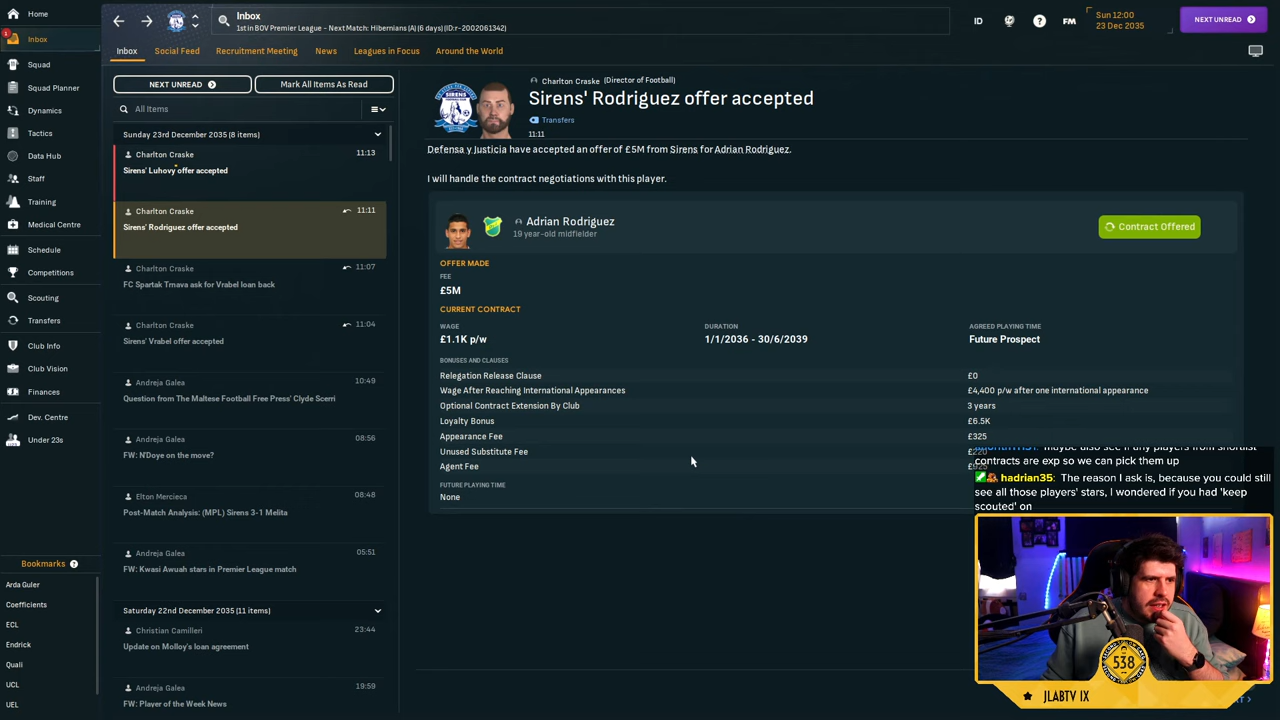 Home
Inbox
Squad
Squad Planner
Dynamics
Tactics
Data Hub
Staff
Training
Medical Centre
Schedule
Competitions
Scouting
Transfers
Club Info
Club Vision
Finances
Dev. Centre
Under 23s
Bookmarks
Arda Guler
Coefficients
ECL
Endrick
Quali
UCL
UEL
Inbox
1st in BOV Premier League - Next Match: Hibernians (A) (6 days) (ID:r-2002061342)
ID
FM
Sun 12:00
23 Dec 2035
NEXT UNREAD
Inbox
Social Feed
Recruitment Meeting
News
Leagues in Focus
Around the World
NEXT UNREAD
Mark All Items As Read
All Items
Sunday 23rd December 2035 (8 items)
Charlton Craske
11:13
Sirens' Luhovy offer accepted
Charlton Craske
11:11
Sirens' Rodriguez offer accepted
Charlton Craske
11:07
FC Spartak Trnava ask for Vrabel loan back
Charlton Craske
11:04
Sirens' Vrabel offer accepted
Andreja Galea
10:49
Question from The Maltese Football Free Press' Clyde Scerri
Andreja Galea
08:56
FW: N'Doye on the move?
Elton Mercieca
08:48
Post-Match Analysis: (MPL) Sirens 3-1 Melita
Andreja Galea
05:51
FW: Kwasi Awuah stars in Premier League match
Saturday 22nd December 2035 (11 items)
Christian Camilleri
23:44
Update on Molloy's loan agreement
Andreja Galea
19:59
FW: Player of the Week News
SIRENS
Charlton Craske (Director of Football)
Sirens' Rodriguez offer accepted
Transfers
11:11
Defensa y Justicia have accepted an offer of £5M from Sirens for Adrian Rodriguez.
I will handle the contract negotiations with this player.
Adrian Rodriguez
19 year-old midfielder
Contract Offered
OFFER MADE
FEE
£5M
CURRENT CONTRACT
WAGE
£1.1K p/w
DURATION
1/1/2036 - 30/6/2039
AGREED PLAYING TIME
Future Prospect
BONUSES AND CLAUSES
Relegation Release Clause
£0
Wage After Reaching International Appearances
£4,400 p/w after one international appearance
Optional Contract Extension By Club
3 years
Loyalty Bonus
£6.5K
Appearance Fee
£325
Unused Substitute Fee
Agent Fee
FUTURE PLAYING TIME
None
maybe also see if any players from shortlist
contracts are exp so we can pick them up
hadrian35: The reason I ask is, because you could still
see all those players' stars, I wondered if you had 'keep
scouted' on
538
JLABTV IX